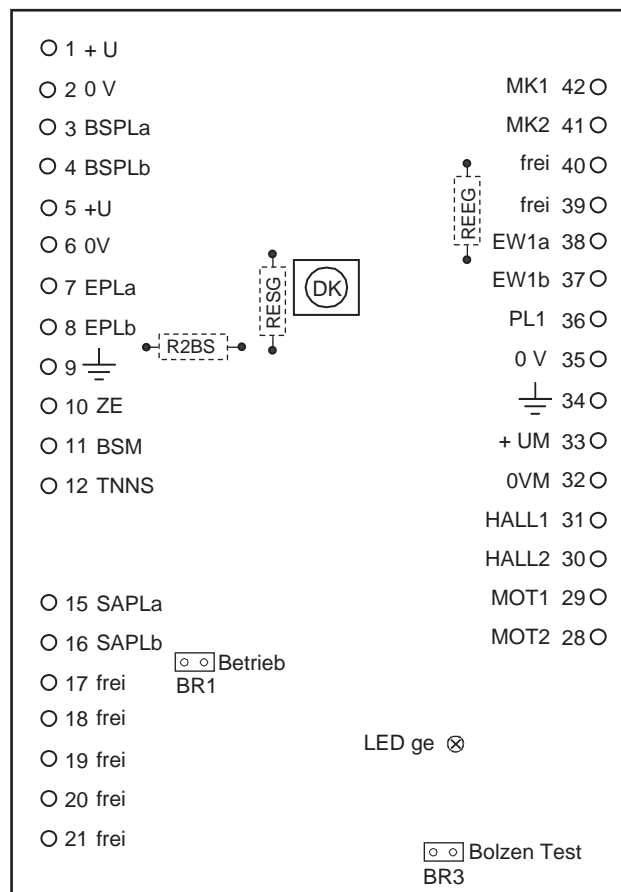 1 + U
2 0 V
3 BSPLa
4 BSPLb
5 +U
6 0V
7 EPLa
8 EPLb
9
10 ZE
11 BSM
12 TNNS
15 SAPLa
16 SAPLb
17 frei
18 frei
19 frei
20 frei
21 frei
R2BS
RESG
DK
REEG
Betrieb
BR1
MK1 42
MK2 41
frei 40
frei 39
EW1a 38
EW1b 37
PL1 36
0 V 35
34
+ UM 33
0VM 32
HALL1 31
HALL2 30
MOT1 29
MOT2 28
LED ge
Bolzen Test
BR3